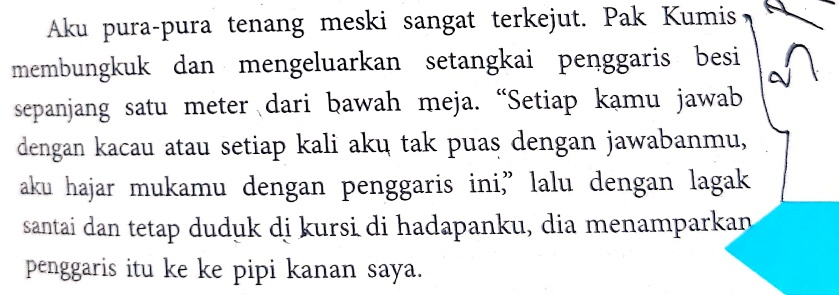 Aku pura-pura tenang meski sangat terkejut. Pak Kumis
membungkuk dan mengeluarkan setangkai penggaris besi
sepanjang satu meter dari bawah meja. “Setiap kamu jawab
dengan kacau atau setiap kali aku tak puas dengan jawabanmu,
aku hajar mukamu dengan penggaris ini,” lalu dengan lagak
santai dan tetap duduk di kursi di hadapanku, dia menamparkan
penggaris itu ke ke pipi kanan saya.